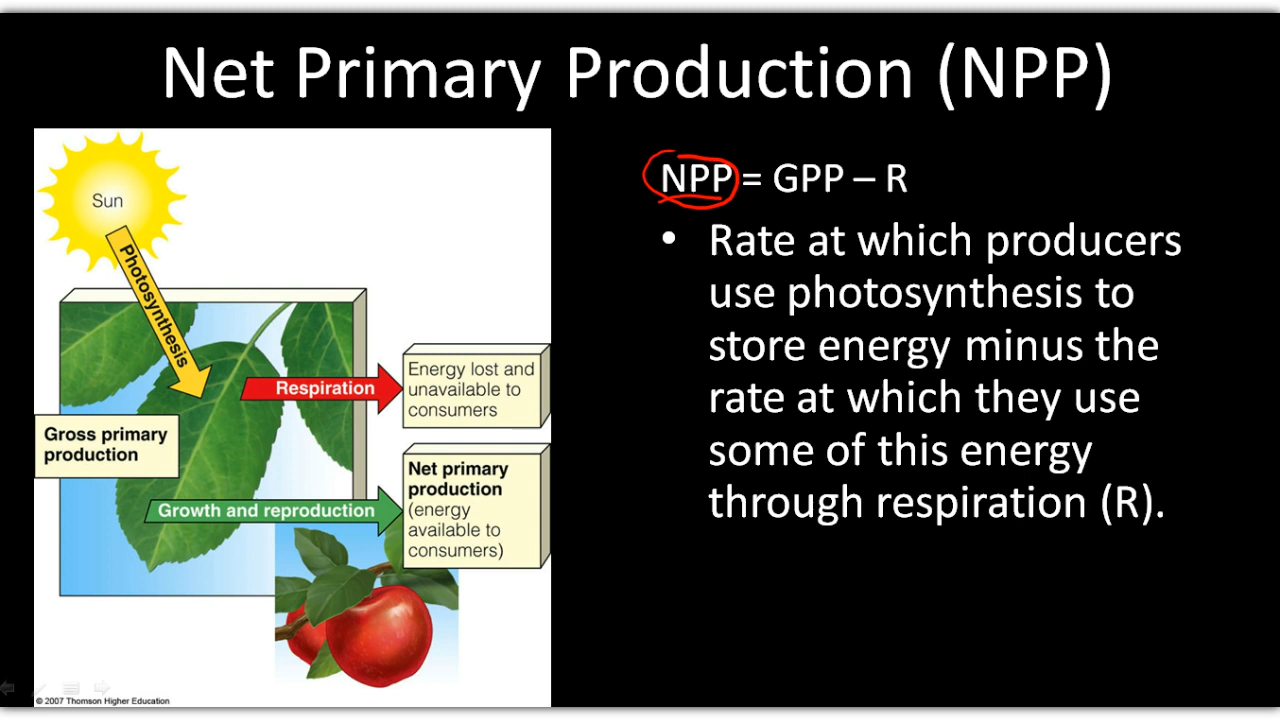 Net Primary Production (NPP)
Sun
Photosynthesis
Respiration
Energy lost and
unavailable to
consumers
Gross primary
production
Growth and reproduction
Net primary
production
(energy
available to
consumers)
© 2007 Thomson Higher Education
NPP = GPP – R
• Rate at which producers
use photosynthesis to
store energy minus the
rate at which they use
some of this energy
through respiration (R).